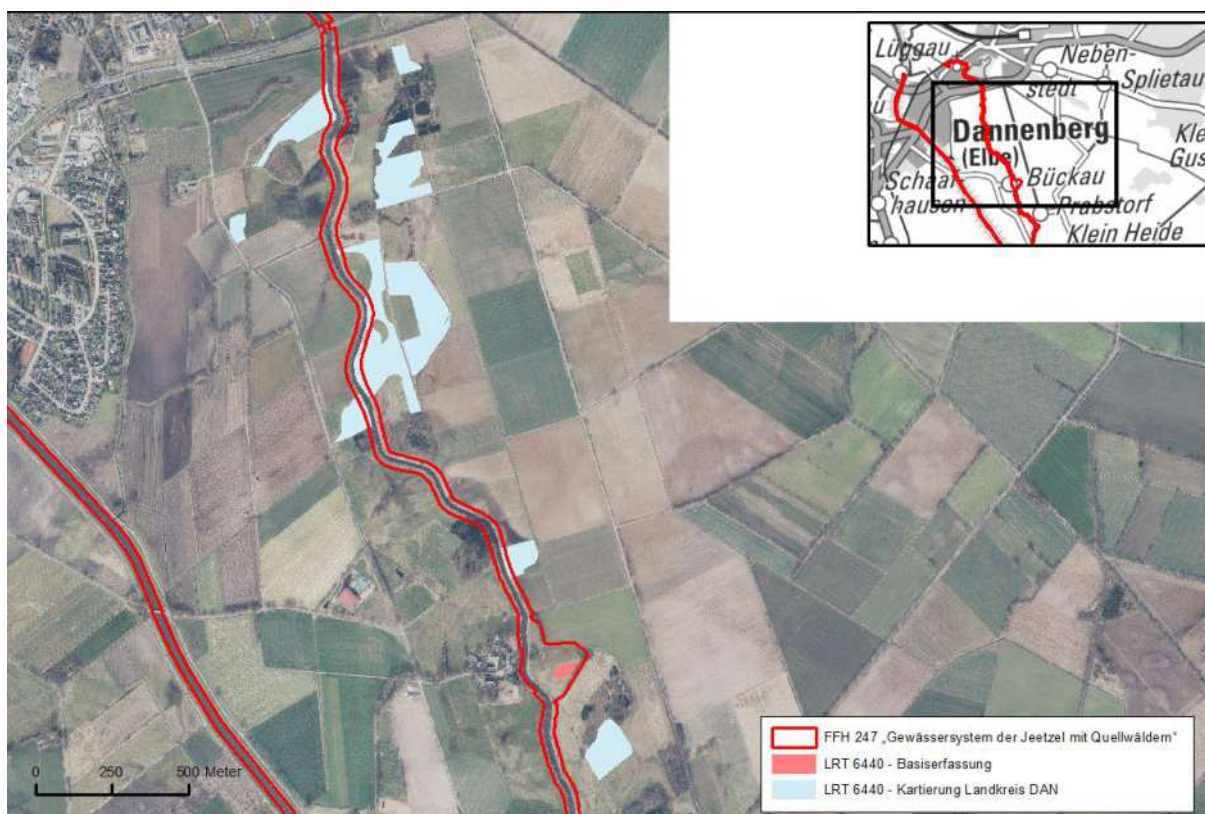 Lüggau
Neben-
stedt
Splietau
Dannenberg
(Elbe)
Kle
Gus
Schaaf-
hausen
Bückau
Prabstorf
Klein Heide
FFH 247 „Gewässersystem der Jeetzel mit Quellwäldern“
LRT 6440 - Basiserfassung
LRT 6440 - Kartierung Landkreis DAN
0 250 500 Meter